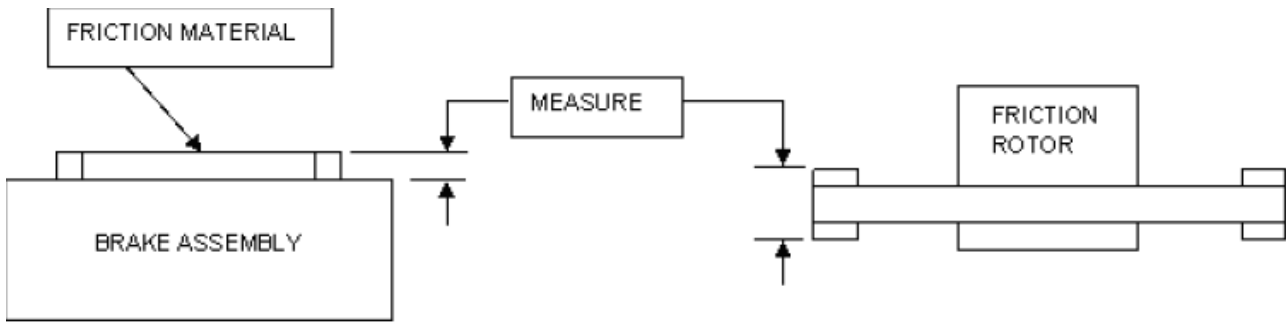 FRICTION MATERIAL
MEASURE
FRICTION
ROTOR
BRAKE ASSEMBLY